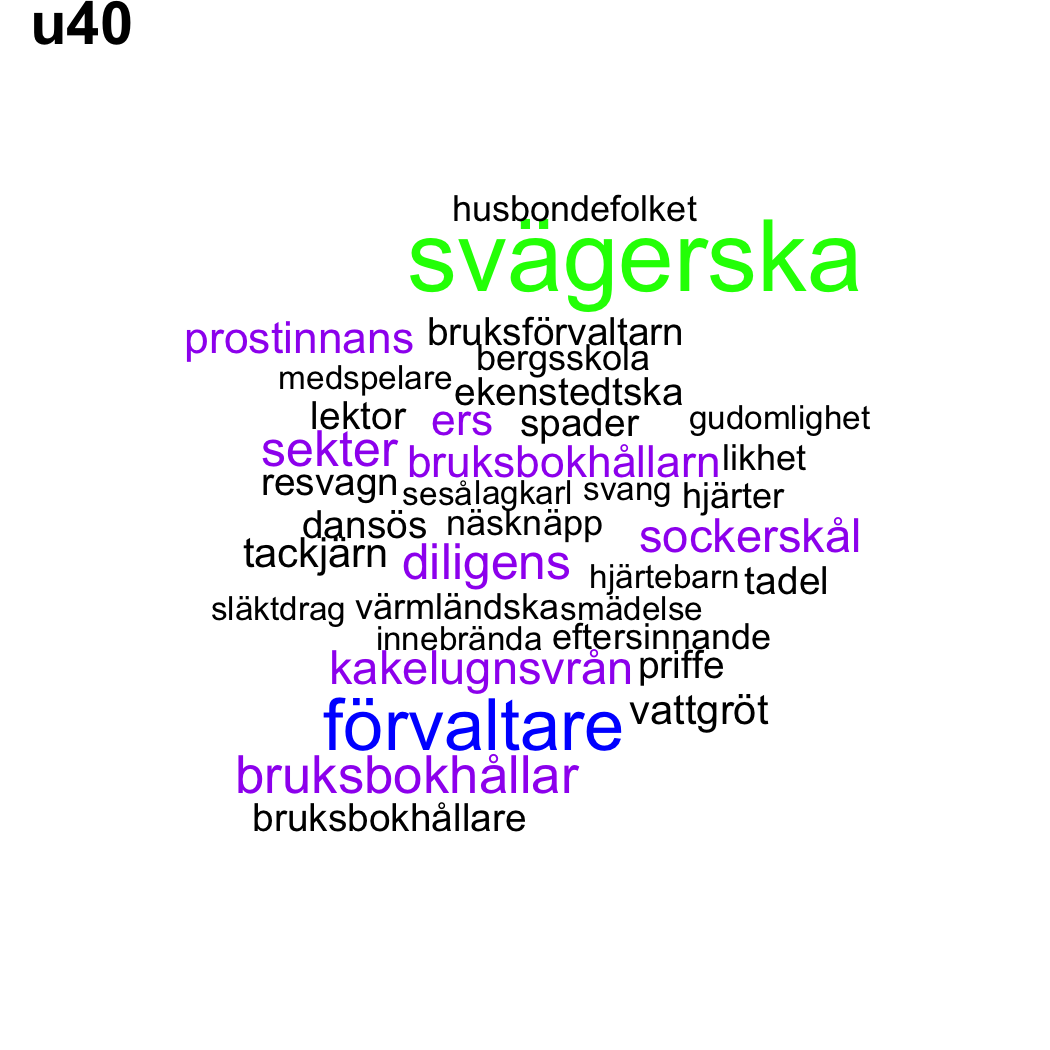 u40
husbondefolket
svägerska
prostinnans bruksförvaltarn
bergsskola
medspelare ekenstedtska
lektor ers spader gudomlighet
sekter bruksbokhållarn likhet
resvagn sesålagkarl svang hjärter
dansös näsknäpp sockerskål
tackjärn diligens hjärtebarn tadel
släktdrag värmländska smädelse
innebrända eftersinnande
kakelugnsvrån priffe
förvaltare vattgröt
bruksbokhållar
bruksbokhållare